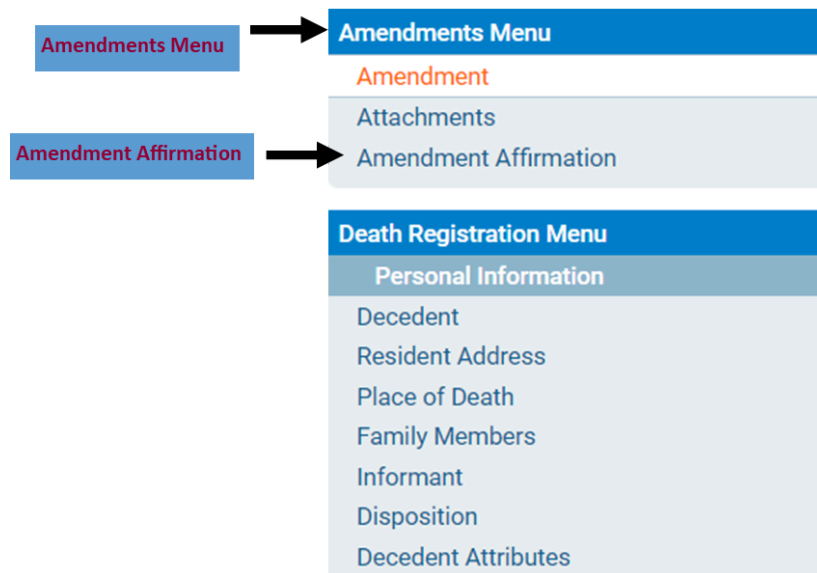 Amendments Menu
Amendments Menu
Amendment
Attachments
Amendment Affirmation
Amendment Affirmation
Death Registration Menu
Personal Information
Decedent
Resident Address
Place of Death
Family Members
Informant
Disposition
Decedent Attributes